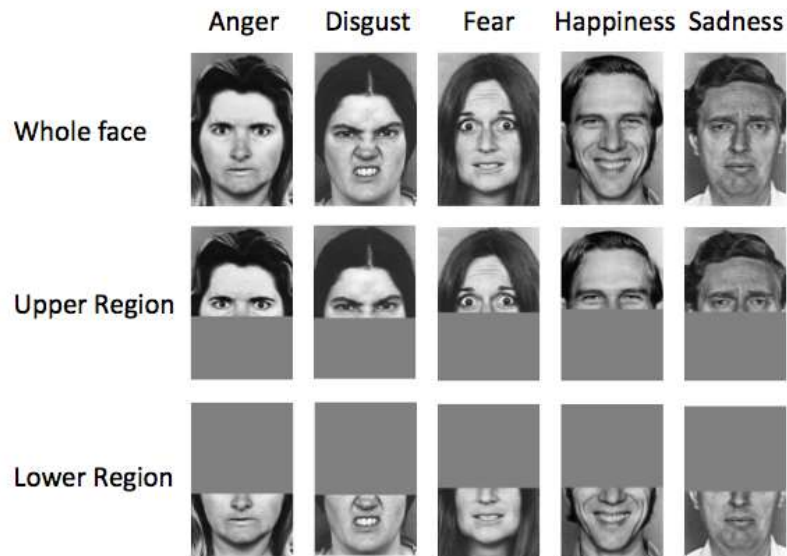 Anger Disgust Fear Happiness Sadness
Whole face
Upper Region
Lower Region